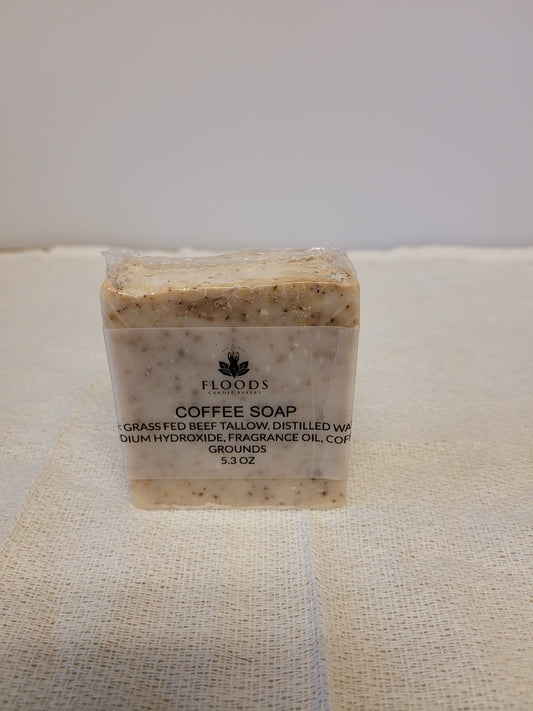 FLOODS
CANDLE BAKERY
COFFEE SOAP
GRASS FED BEEF TALLOW, DISTILLED WA
DIUM HYDROXIDE, FRAGRANCE OIL, COFF
GROUNDS
5.3 OZ